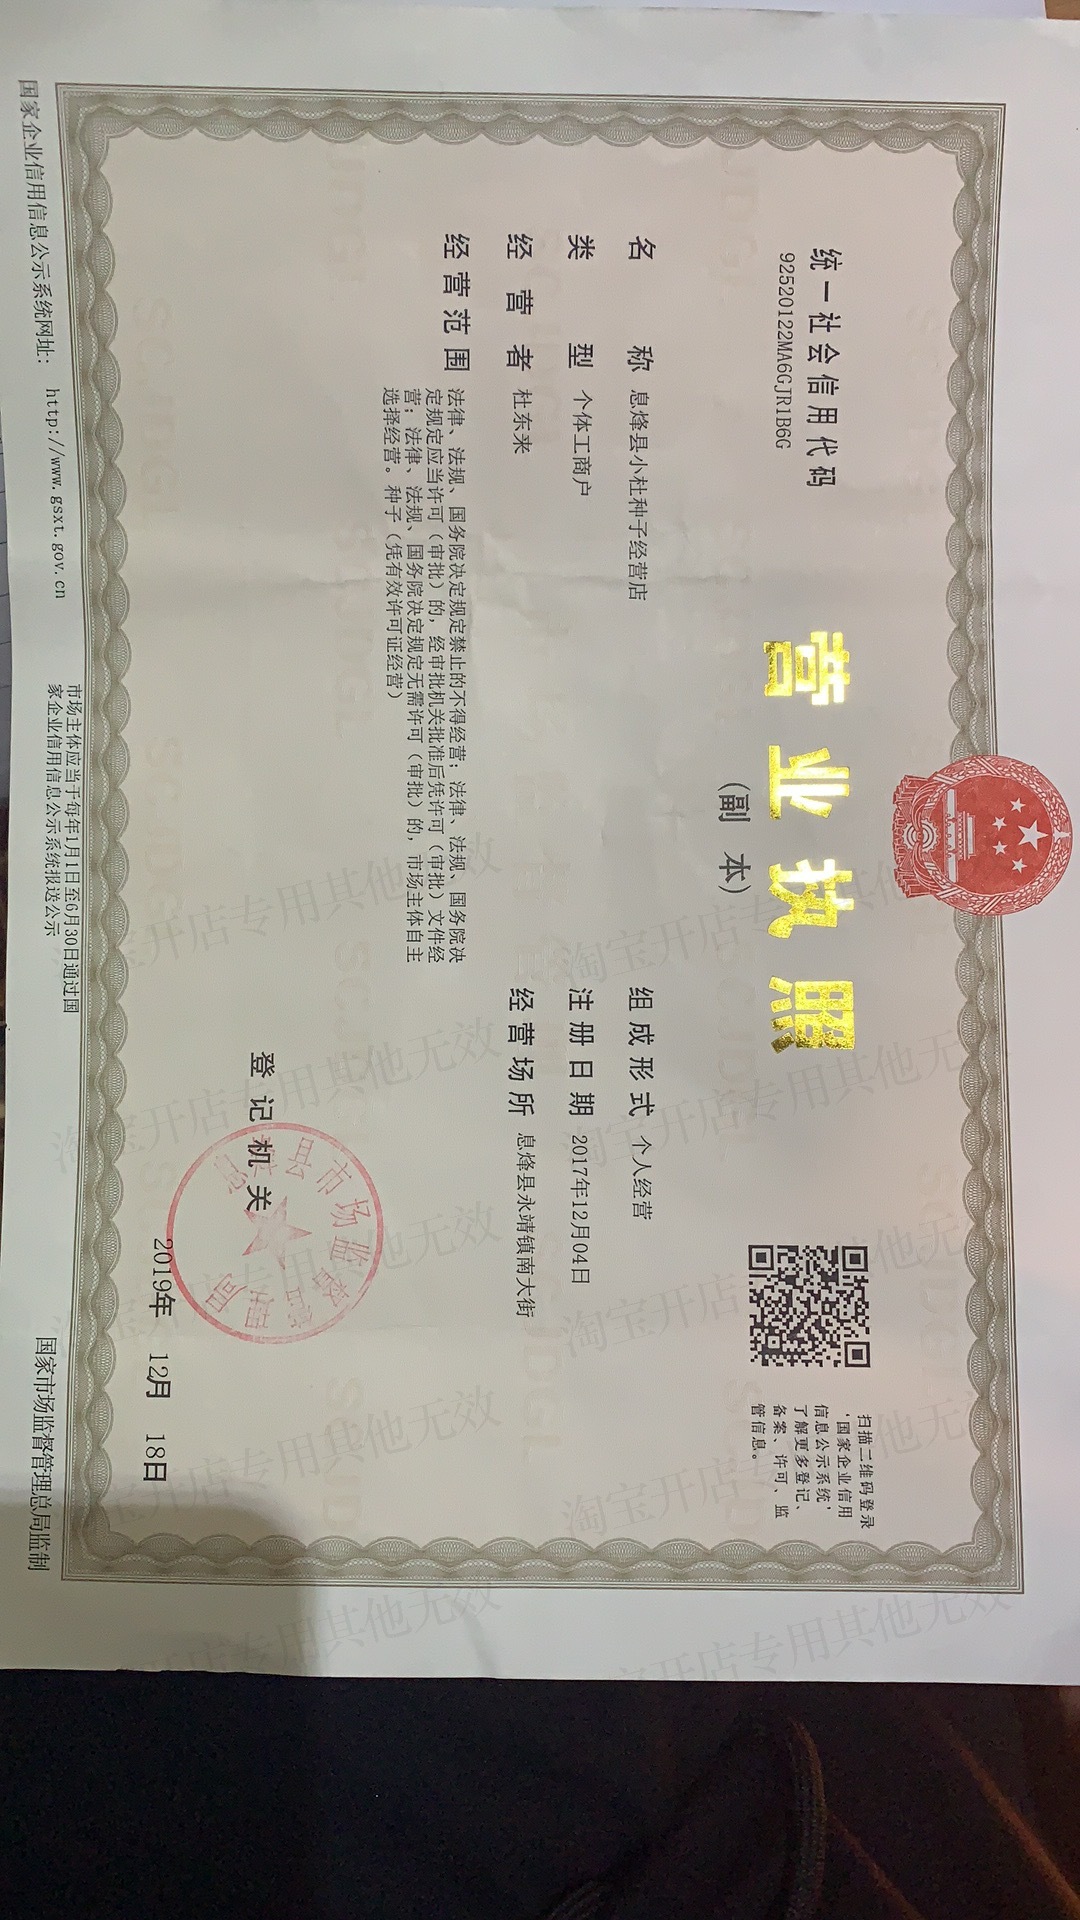 营业执照
(副 本)
统一社会信用代码
92520122MA6GJR1B6G
扫描二维码登录
'国家企业信用
信息公示系统'
了解更多登记、
备案、许可、监
管信息。
名 称 息烽县小杜种子经营店
类 型 个体工商户
经 营 者 杜东来
经营范围 法律、法规、国务院决定规定禁止的不得经营；法律、法规、国务院决
定规定应当许可（审批）的，经审批机关批准后凭许可（审批）文件经
营；法律、法规、国务院决定规定无需许可（审批）的，市场主体自主
选择经营。种子（凭有效许可证经营）
组成形式 个人经营
注册日期 2017年12月04日
经营场所 息烽县永靖镇南大街
登记机关
息烽县市场监督管理局
2019年 12月 18日
国家企业信用信息公示系统网址： http://www.gsxt.gov.cn
市场主体应当于每年1月1日至6月30日通过国
家企业信用信息公示系统报送公示
国家市场监督管理总局监制
淘宝开店专用其他无效